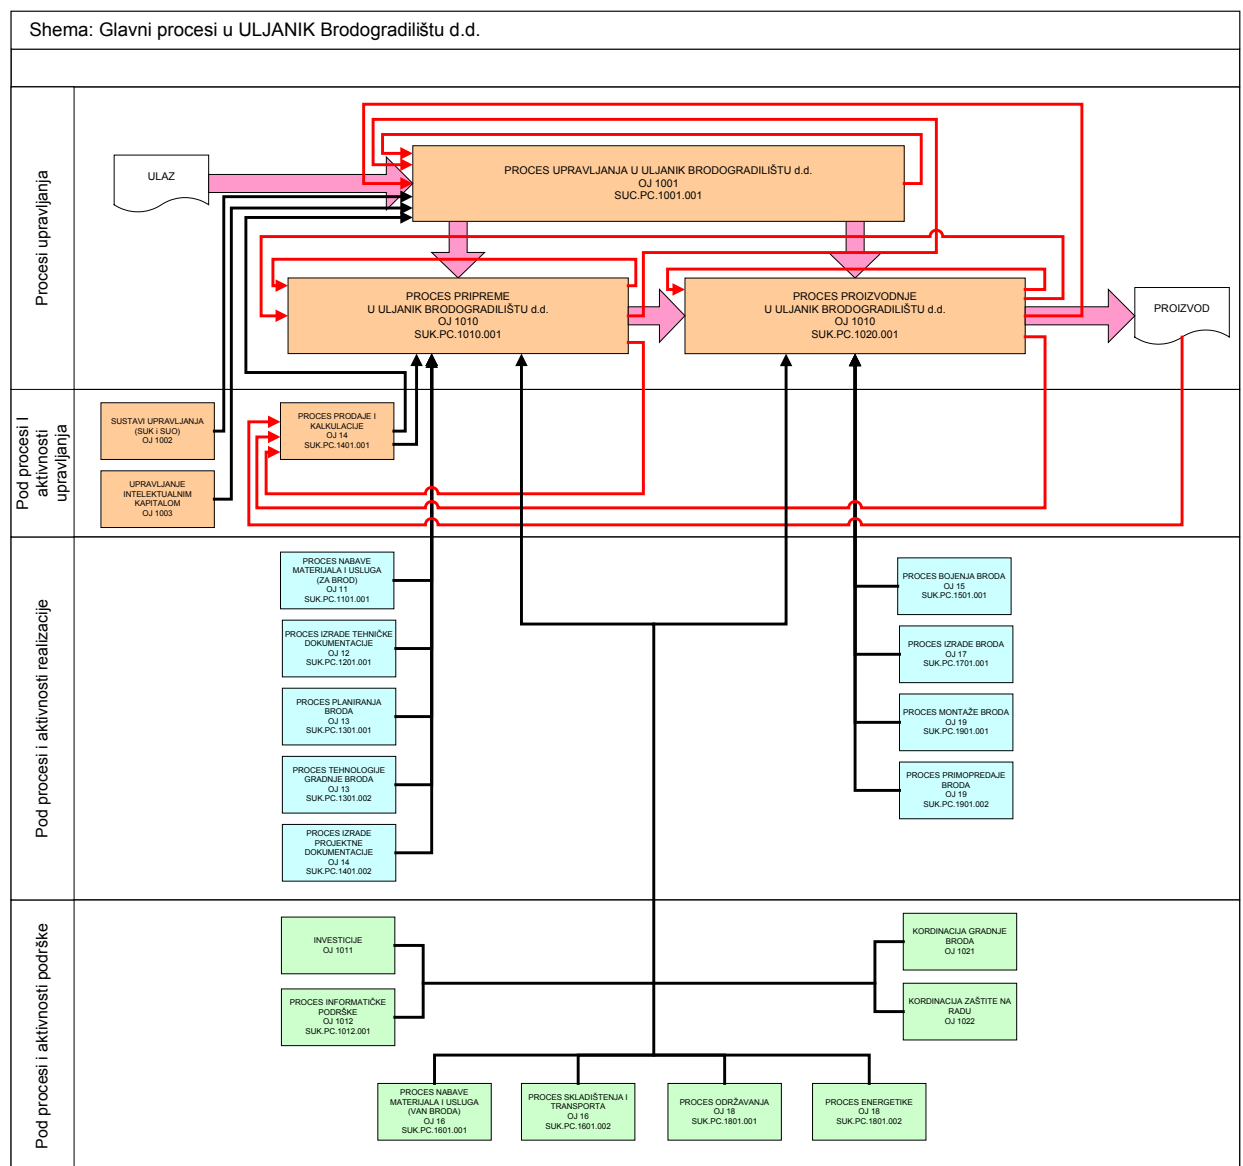 Shema: Glavni procesi u ULJANIK Brodogradilištu d.d.
Procesi upravljanja
ULAZ
PROCES UPRAVLJANJA U ULJANIK BRODOGRADILIŠTU d.d.
OJ 1001
SUC.PC.1001.001
PROCES PRIPREME
U ULJANIK BRODOGRADILIŠTU d.d.
OJ 1010
SUK.PC.1010.001
PROCES PROIZVODNJE
U ULJANIK BRODOGRADILIŠTU d.d.
OJ 1010
SUK.PC.1020.001
PROIZVOD
Pod procesi I
aktivnosti
upravljanja
SUSTAVI UPRAVLJANJA
(SUK i SUO)
OJ 1002
UPRAVLJANJE
INTELEKTUALNIM
KAPITALOM
OJ 1003
PROCES PRODAJE I
KALKULACIJE
OJ 14
SUK.PC.1401.001
Pod procesi i aktivnosti realizacije
PROCES NABAVE
MATERIJALA I USLUGA
(ZA BROD)
OJ 11
SUK.PC.1101.001
PROCES IZRADE TEHNIČKE
DOKUMENTACIJE
OJ 12
SUK.PC.1201.001
PROCES PLANIRANJA
BRODA
OJ 13
SUK.PC.1301.001
PROCES TEHNOLOGIJE
GRADNJE BRODA
OJ 13
SUK.PC.1301.002
PROCES IZRADE
PROJEKTNE
DOKUMENTACIJE
OJ 14
SUK.PC.1401.002
PROCES BOJENJA BRODA
OJ 15
SUK.PC.1501.001
PROCES IZRADE BRODA
OJ 17
SUK.PC.1701.001
PROCES MONTAŽE BRODA
OJ 19
SUK.PC.1901.001
PROCES PRIMOPREDAJE
BRODA
OJ 19
SUK.PC.1901.002
Pod procesi i aktivnosti podrške
INVESTICIJE
OJ 1011
PROCES INFORMATIČKE
PODRŠKE
OJ 1012
SUK.PC.1012.001
KORDINACIJA GRADNJE
BRODA
OJ 1021
KORDINACIJA ZAŠTITE NA
RADU
OJ 1022
PROCES NABAVE
MATERIJALA I USLUGA
(VAN BRODA)
OJ 16
SUK.PC.1601.001
PROCES SKLADIŠTENJA I
TRANSPORTA
OJ 16
SUK.PC.1601.002
PROCES ODRŽAVANJA
OJ 18
SUK.PC.1801.001
PROCES ENERGETIKE
OJ 18
SUK.PC.1801.002